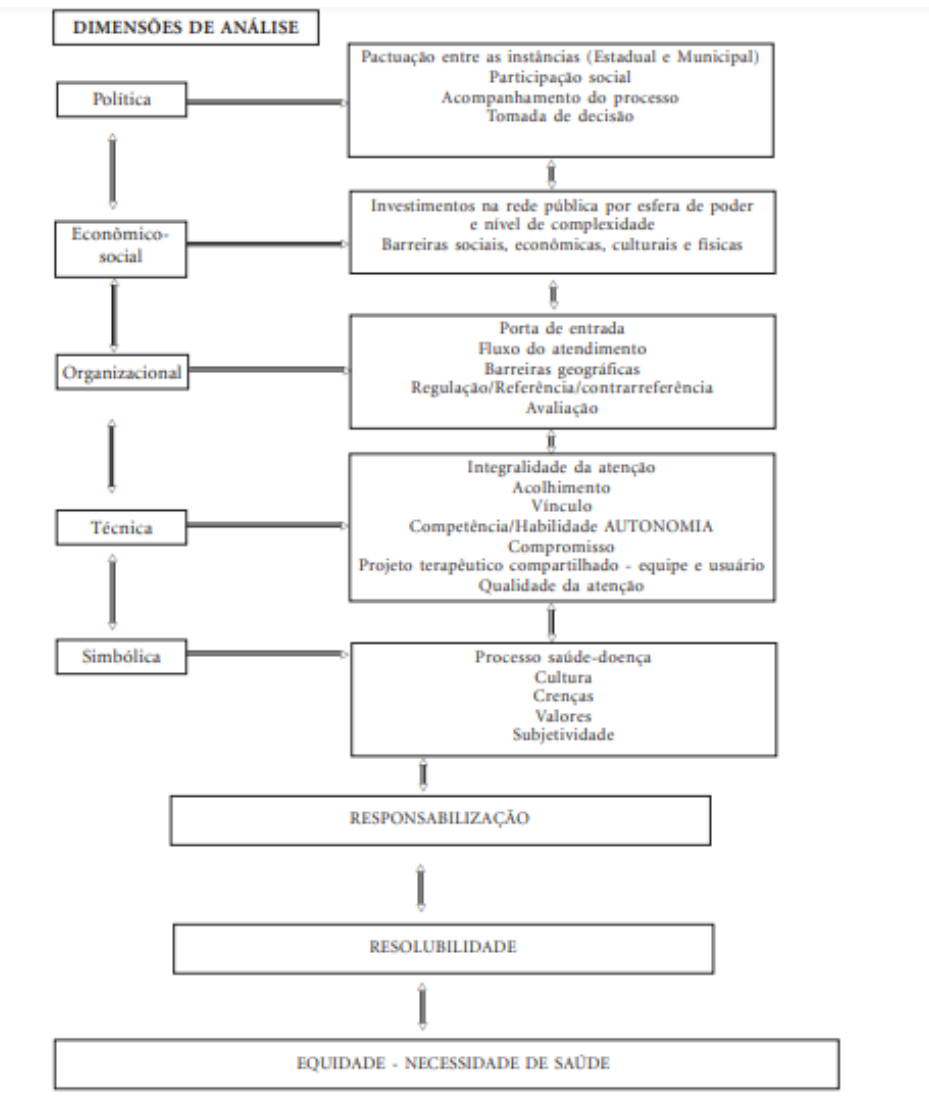 DIMENSÕES DE ANÁLISE
Política
Pactuação entre as instâncias (Estadual e Municipal)
Participação social
Acompanhamento do processo
Tomada de decisão
Econômico-
social
Investimentos na rede pública por esfera de poder
e nível de complexidade
Barreiras sociais, econômicas, culturais e físicas
Organizacional
Porta de entrada
Fluxo do atendimento
Barreiras geográficas
Regulação/Referência/contrarreferência
Avaliação
Técnica
Integralidade da atenção
Acolhimento
Vínculo
Competência/Habilidade AUTONOMIA
Compromisso
Projeto terapêutico compartilhado - equipe e usuário
Qualidade da atenção
Simbólica
Processo saúde-doença
Cultura
Crenças
Valores
Subjetividade
RESPONSABILIZAÇÃO
RESOLUBILIDADE
EQUIDADE - NECESSIDADE DE SAÚDE